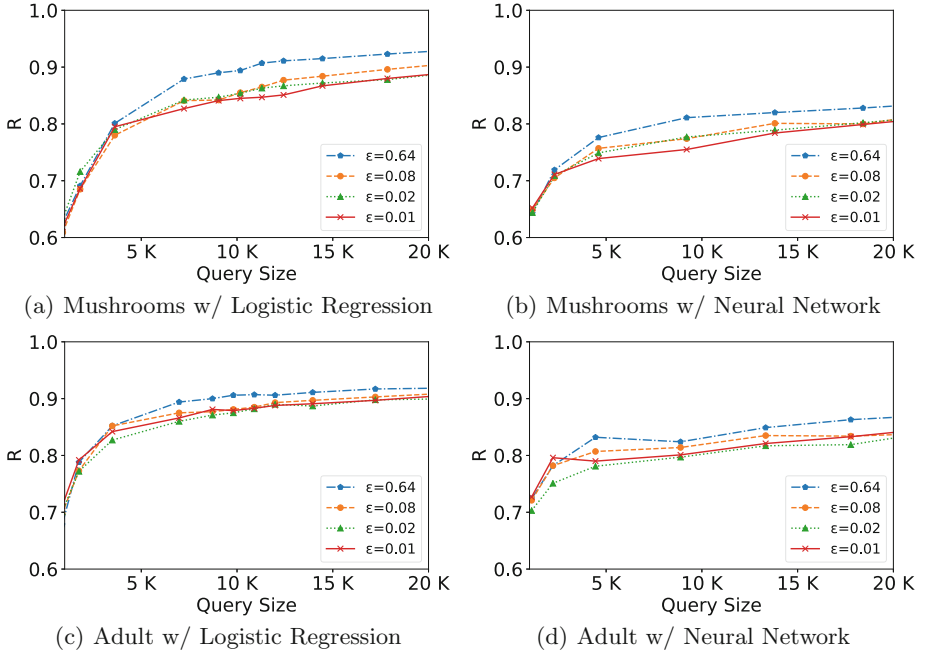 1.0
0.9
0.8
0.7
0.6
R
5 K 10 K 15 K 20 K
Query Size
ε=0.64
ε=0.08
ε=0.02
ε=0.01
(a) Mushrooms w/ Logistic Regression
1.0
0.9
0.8
0.7
0.6
R
5 K 10 K 15 K 20 K
Query Size
ε=0.64
ε=0.08
ε=0.02
ε=0.01
(b) Mushrooms w/ Neural Network
1.0
0.9
0.8
0.7
0.6
R
5 K 10 K 15 K 20 K
Query Size
ε=0.64
ε=0.08
ε=0.02
ε=0.01
(c) Adult w/ Logistic Regression
1.0
0.9
0.8
0.7
0.6
R
5 K 10 K 15 K 20 K
Query Size
ε=0.64
ε=0.08
ε=0.02
ε=0.01
(d) Adult w/ Neural Network